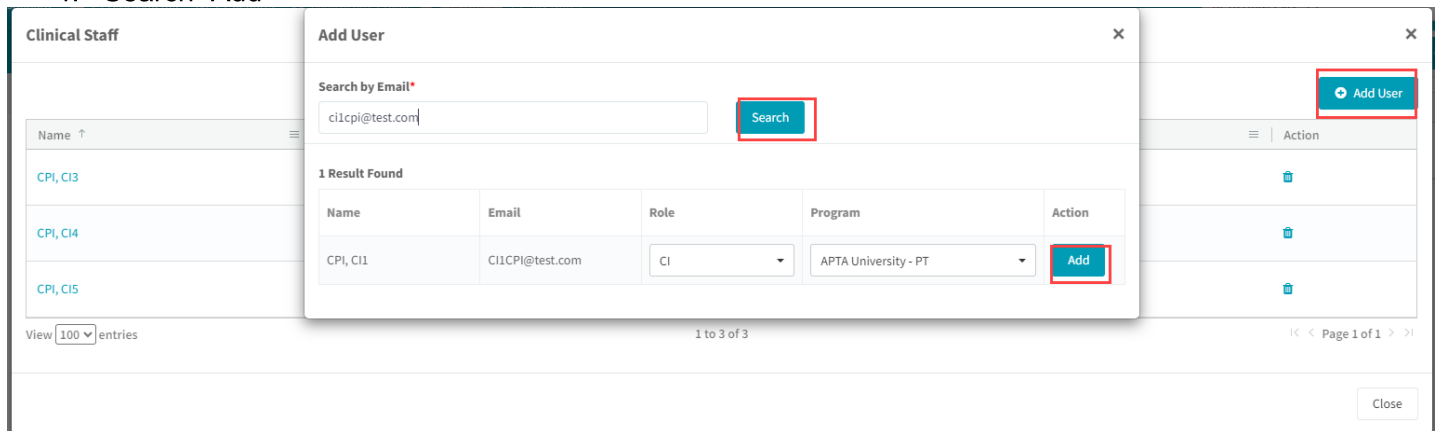 Clinical Staff
Add User
Search by Email*
ci1cpi@test.com
Search
Add User
Name
Action
1 Result Found
Name Email Role Program Action
CPI, CI1 CI1CPI@test.com CI APTA University - PT Add
CPI, CI3
CPI, CI4
CPI, CI5
View 100 entries
1 to 3 of 3
Page 1 of 1
Close